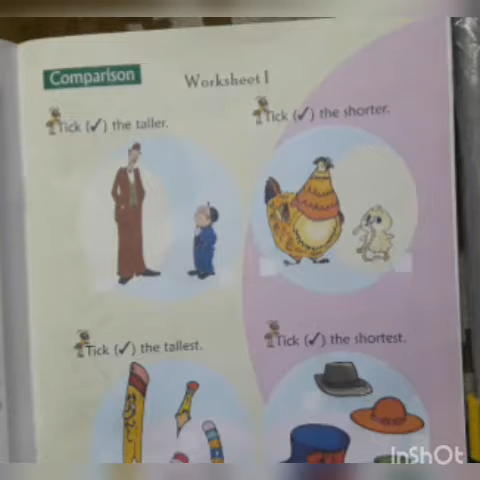 Comparison
Worksheet 1
Tick (✓) the taller.
Tick (✓) the shorter.
Tick (✓) the tallest.
Tick (✓) the shortest.
InShOt